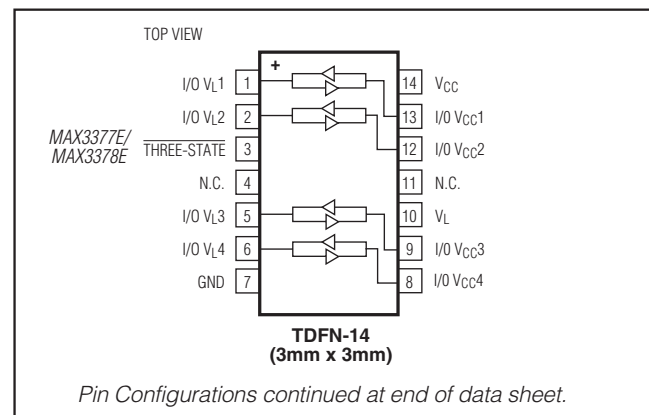 TOP VIEW
+
I/O VL1 1 14 VCC
I/O VL2 2 13 I/O VCC1
MAX3377E/
MAX3378E THREE-STATE 3 12 I/O VCC2
N.C. 4 11 N.C.
I/O VL3 5 10 VL
I/O VL4 6 9 I/O VCC3
GND 7 8 I/O VCC4
TDFN-14
(3mm x 3mm)
Pin Configurations continued at end of data sheet.